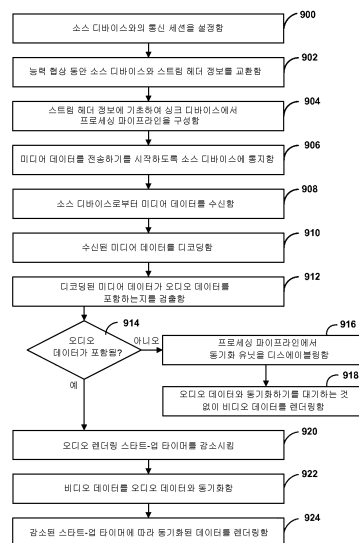 900
소스 디바이스와의 통신 세션을 설정함
902
능력 협상 동안 소스 디바이스와 스트림 헤더 정보를 교환함
904
스트림 헤더 정보에 기초하여 싱크 디바이스에서
프로세싱 파이프라인을 구성함
906
미디어 데이터를 전송하기를 시작하도록 소스 디바이스에 통지함
908
소스 디바이스로부터 미디어 데이터를 수신함
910
수신된 미디어 데이터를 디코딩함
912
디코딩된 미디어 데이터가 오디오 데이터를
포함하는지를 검출함
914
오디오
데이터가 포함됨?
아니오
예
916
프로세싱 파이프라인에서
동기화 유닛을 디스에이블링함
918
오디오 데이터와 동기화하기를 대기하는 것
없이 비디오 데이터를 렌더링함
920
오디오 렌더링 스타트-업 타이머를 감소시킴
922
비디오 데이터를 오디오 데이터와 동기화함
924
감소된 스타트-업 타이머에 따라 동기화된 데이터를 렌더링함